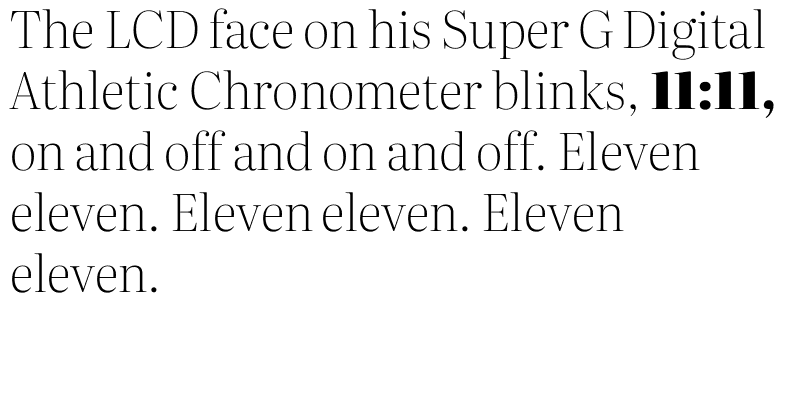 The LCD face on his Super G Digital
Athletic Chronometer blinks, 11:11,
on and off and on and off. Eleven
eleven. Eleven eleven. Eleven
eleven.